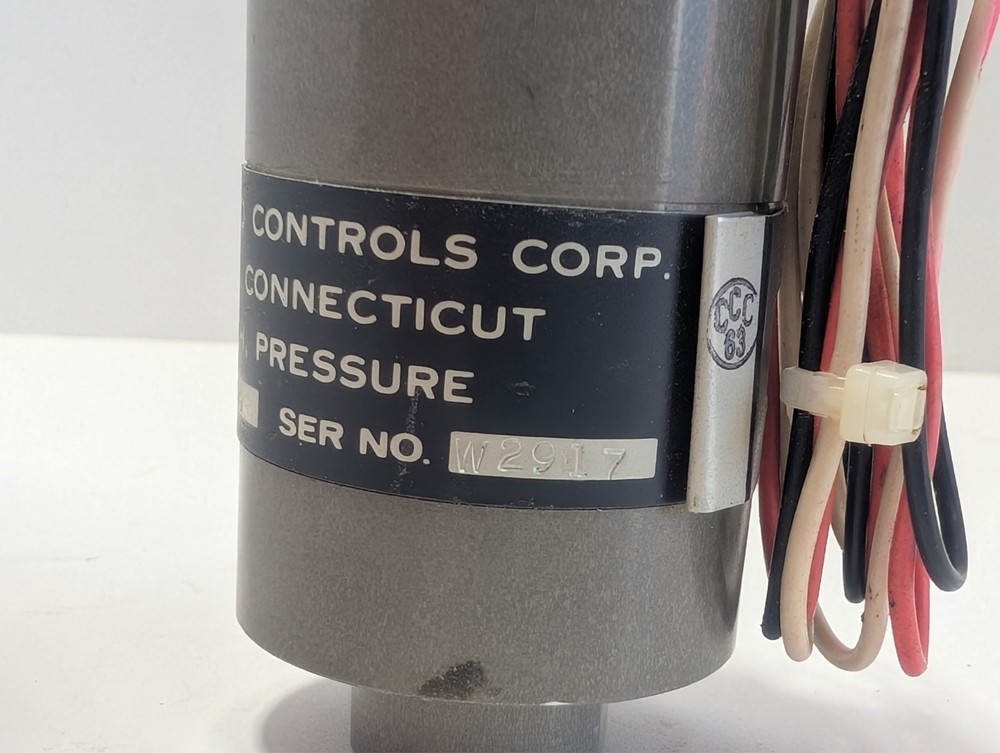 CONTROLS CORP.
CONNECTICUT
PRESSURE
SER NO. W2917
CCC
63